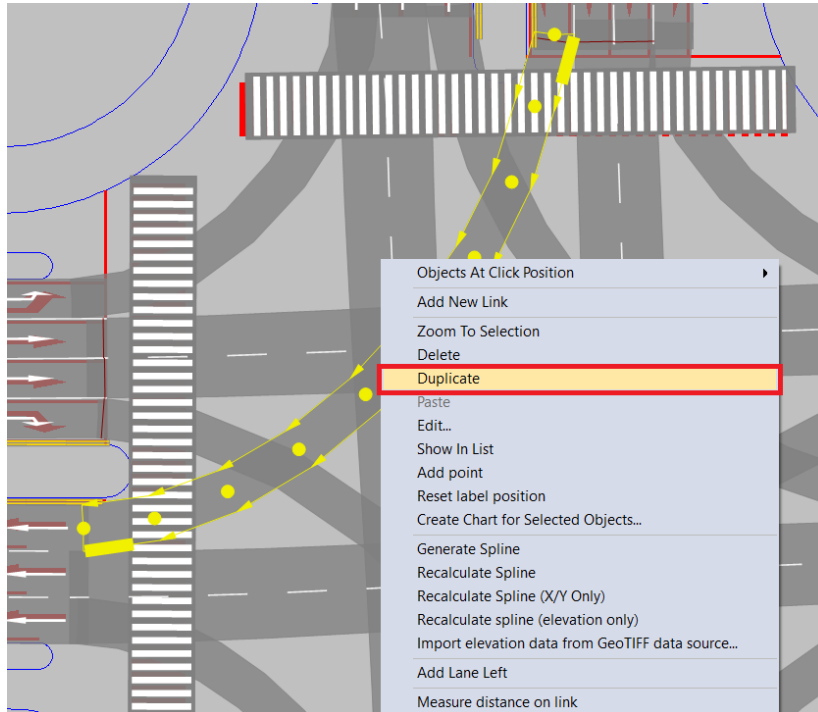 Objects At Click Position
Add New Link
Zoom To Selection
Delete
Duplicate
Paste
Edit...
Show In List
Add point
Reset label position
Create Chart for Selected Objects...
Generate Spline
Recalculate Spline
Recalculate Spline (X/Y Only)
Recalculate spline (elevation only)
Import elevation data from GeoTIFF data source...
Add Lane Left
Measure distance on link